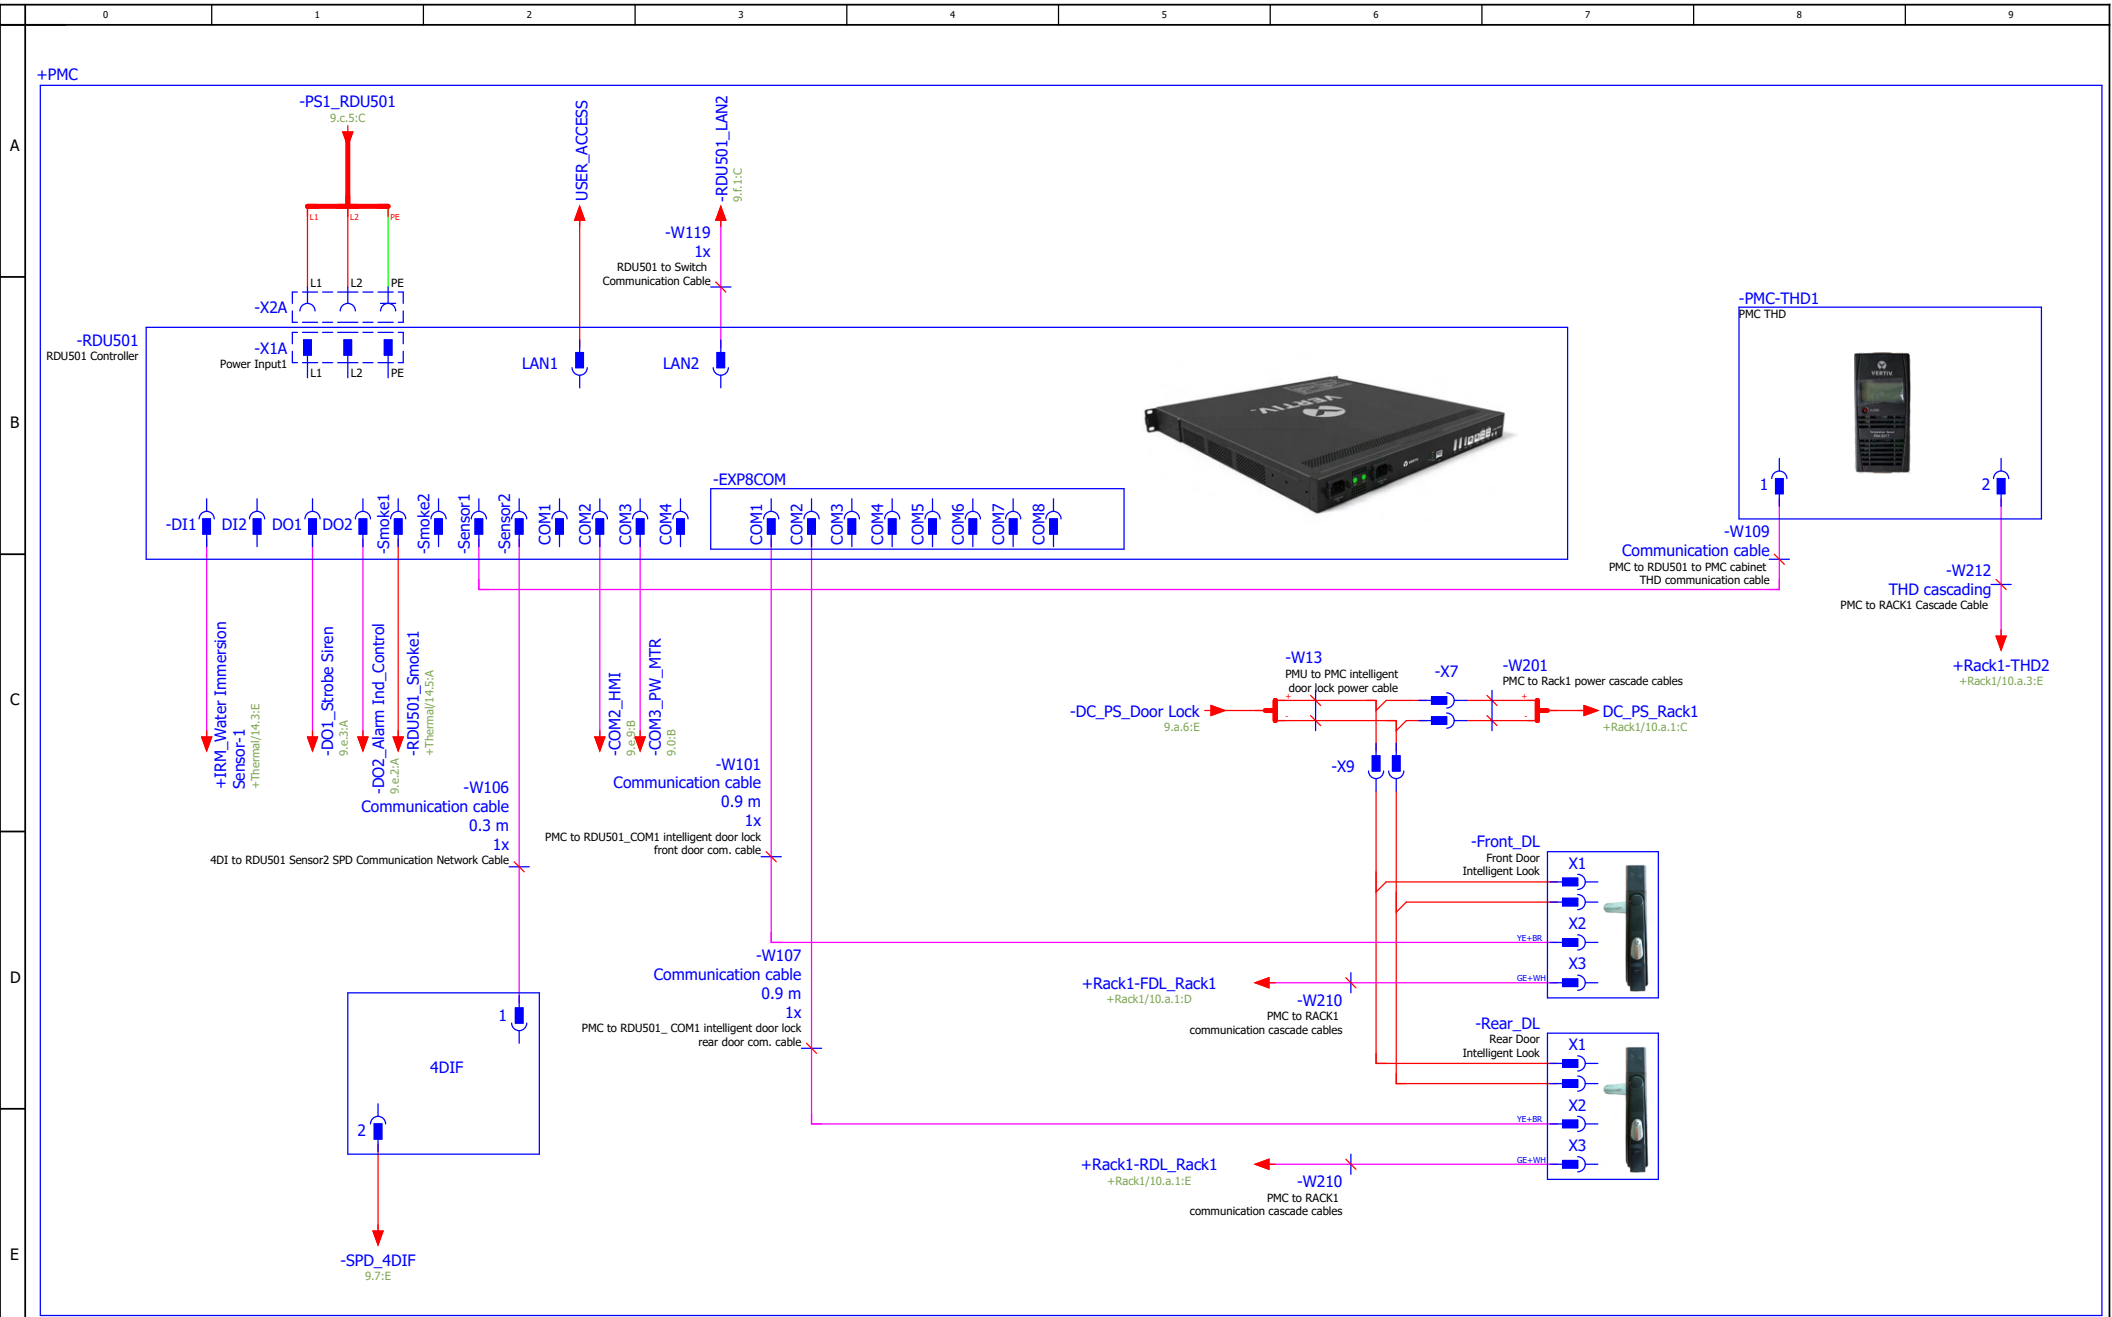 0 1 2 3 4 5 6 7 8 9
A
B
C
D
E
+PMC
-PS1_RDU501
9.c.5:C
L1 L2 PE
L1 L2 PE
-X2A
-X1A
Power Input1
L1 L2 PE
-RDU501
RDU501 Controller
USER_ACCESS
-RDU501_LAN2
9.f.1:C
-W119
1x
RDU501 to Switch
Communication Cable
LAN1
LAN2
VERTIV
-PMC-THD1
PMC THD
VERTIV
1
2
-EXP8COM
-DI1
DI2
DO1
DO2
-Smoke1
-Smoke2
-Sensor1
-Sensor2
COM1
COM2
COM3
COM4
COM1
COM2
COM3
COM4
COM5
COM6
COM7
COM8
-W109
Communication cable
PMC to RDU501 to PMC cabinet
THD communication cable
-W212
THD cascading
PMC to RACK1 Cascade Cable
+Rack1-THD2
+Rack1/10.a.3:E
+IRM_Water Immersion
Sensor-1
+Thermal/14.3:E
-DO1_Strobe Siren
9.e.3:A
-DO2_Alarm Ind_Control
9.e.2:A
-RDU501_Smoke1
+Thermal/14.5:A
-COM2_HMI
9.e.9:B
-COM3_PW_MTR
9.0:B
-W106
Communication cable
0.3 m
1x
4DI to RDU501 Sensor2 SPD Communication Network Cable
-W101
Communication cable
0.9 m
1x
PMC to RDU501_COM1 intelligent door lock
front door com. cable
-W107
Communication cable
0.9 m
1x
PMC to RDU501_ COM1 intelligent door lock
rear door com. cable
-W13
PMU to PMC intelligent
door lock power cable
+
-
-X7
-W201
PMC to Rack1 power cascade cables
+
-
-DC_PS_Door Lock
9.a.6:E
DC_PS_Rack1
+Rack1/10.a.1:C
-X9
-Front_DL
Front Door
Intelligent Look
X1
X2
YE+BR
X3
GE+WH
+Rack1-FDL_Rack1
+Rack1/10.a.1:D
-W210
PMC to RACK1
communication cascade cables
-Rear_DL
Rear Door
Intelligent Look
X1
X2
YE+BR
X3
GE+WH
+Rack1-RDL_Rack1
+Rack1/10.a.1:E
-W210
PMC to RACK1
communication cascade cables
1
4DIF
2
-SPD_4DIF
9.7:E